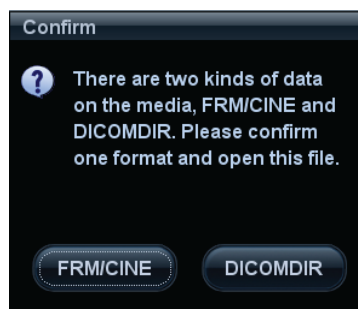 Confirm
There are two kinds of data
on the media, FRM/CINE and
DICOMDIR. Please confirm
one format and open this file.
FRM/CINE
DICOMDIR